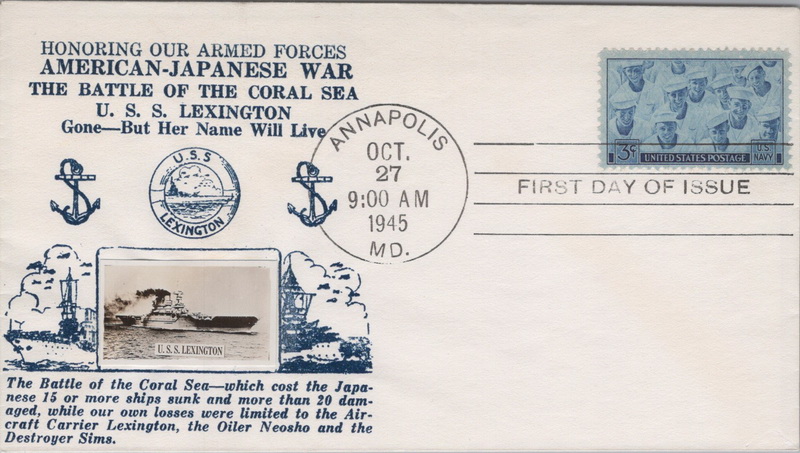 HONORING OUR ARMED FORCES
AMERICAN-JAPANESE WAR
THE BATTLE OF THE CORAL SEA
U. S. S. LEXINGTON
Gone—But Her Name Will Live
U.S.S
LEXINGTON
U. S. S. LEXINGTON
The Battle of the Coral Sea—which cost the Japa-
nese 15 or more ships sunk and more than 20 dam-
aged, while our own losses were limited to the Air-
craft Carrier Lexington, the Oiler Neosho and the
Destroyer Sims.
ANNAPOLIS
OCT.
27
9:00 AM
1945
MD.
3¢
UNITED STATES POSTAGE
U.S.
NAVY
FIRST DAY OF ISSUE